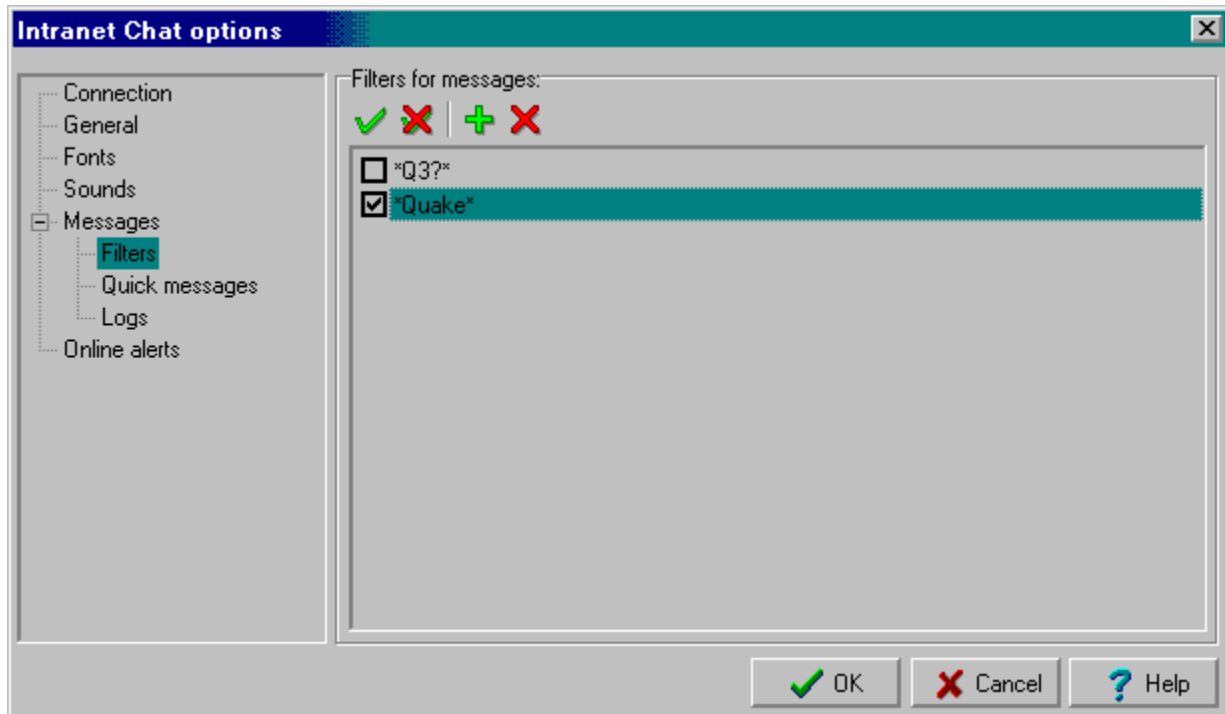 Intranet Chat options
Connection
General
Fonts
Sounds
Messages
Filters
Quick messages
Logs
Online alerts
Filters for messages:
*Q3?*
*Quake*
OK
Cancel
Help